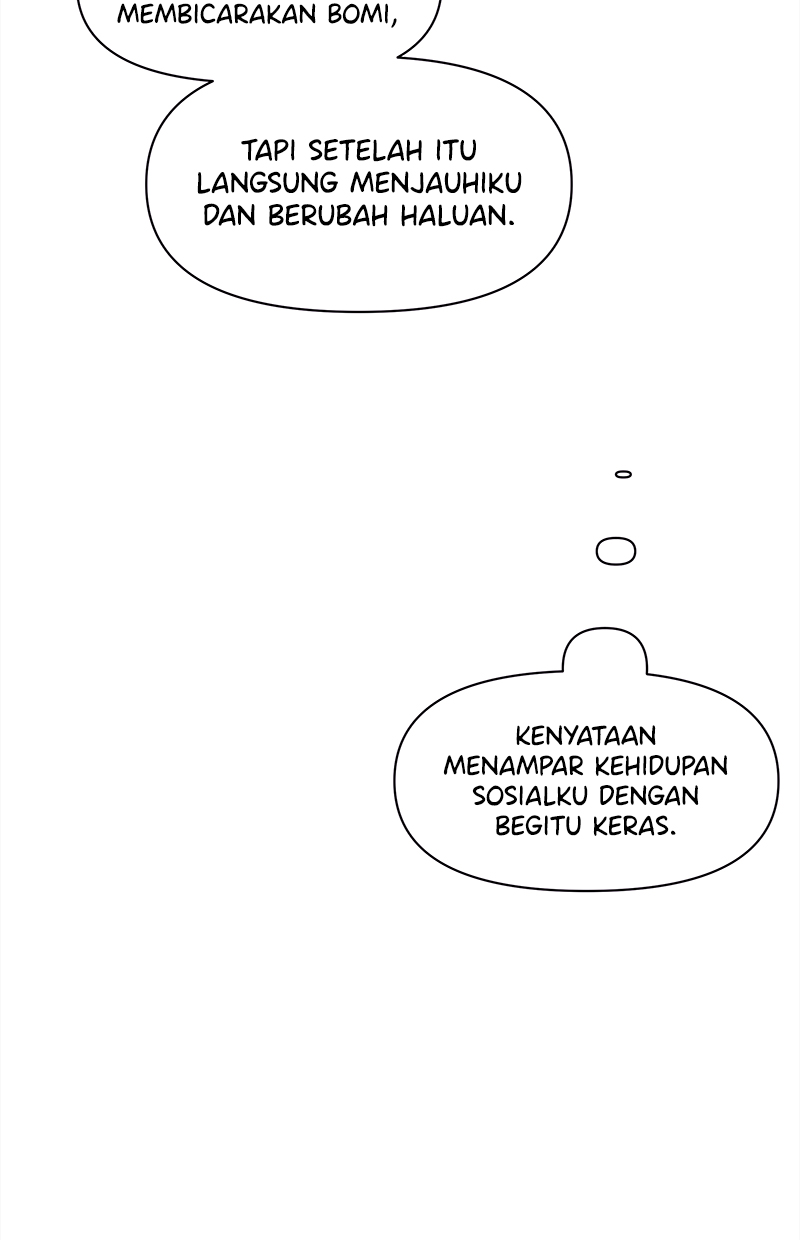 MEMBICARAKAN BOMI,
TAPI SETELAH ITU
LANGSUNG MENJAUHIKU
DAN BERUBAH HALUAN.
KENYATAAN
MENAMPAR KEHIDUPAN
SOSIALKU DENGAN
BEGITU KERAS.